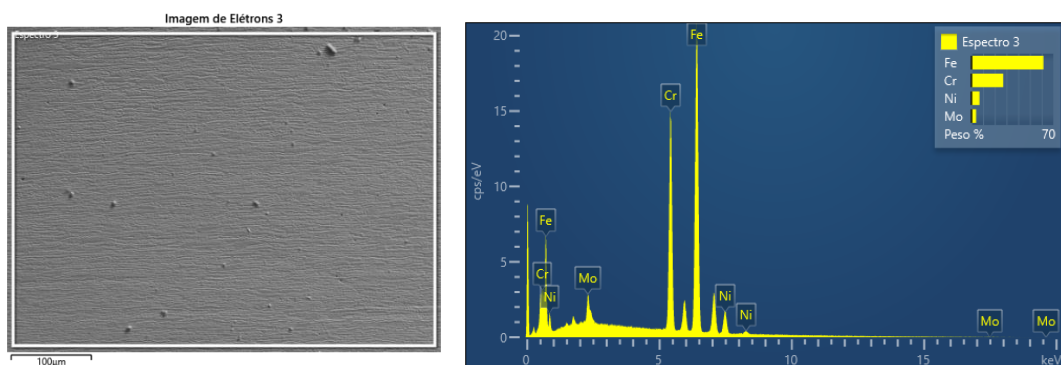 Imagem de Elétrons 3
Espectro 3
100µm
20
15
10
5
0
cps/eV
Fe
Cr
Ni
Mo
Cr
Fe
Ni
Ni
Mo
Mo
0
5
10
15
keV
Espectro 3
Fe
Cr
Ni
Mo
Peso %
70